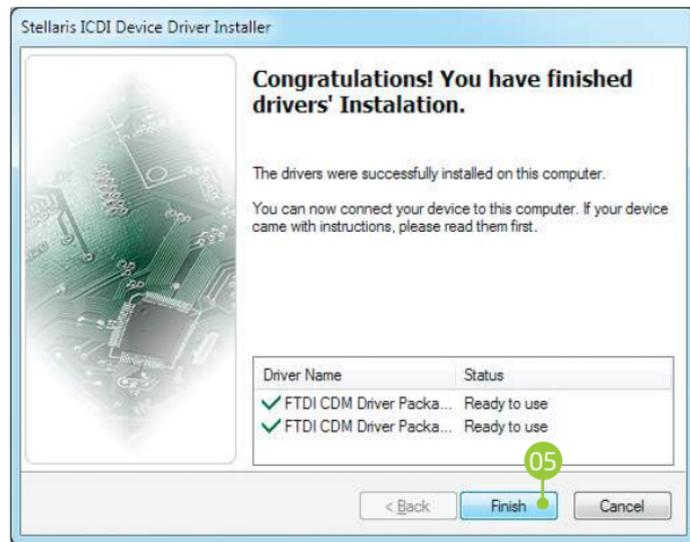 Stellaris ICDI Device Driver Installer
Congratulations! You have finished
drivers' Instalation.
The drivers were successfully installed on this computer.
You can now connect your device to this computer. If your device
came with instructions, please read them first.
Driver Name Status
FTDI CDM Driver Packa... Ready to use
FTDI CDM Driver Packa... Ready to use
05
< Back Finish Cancel